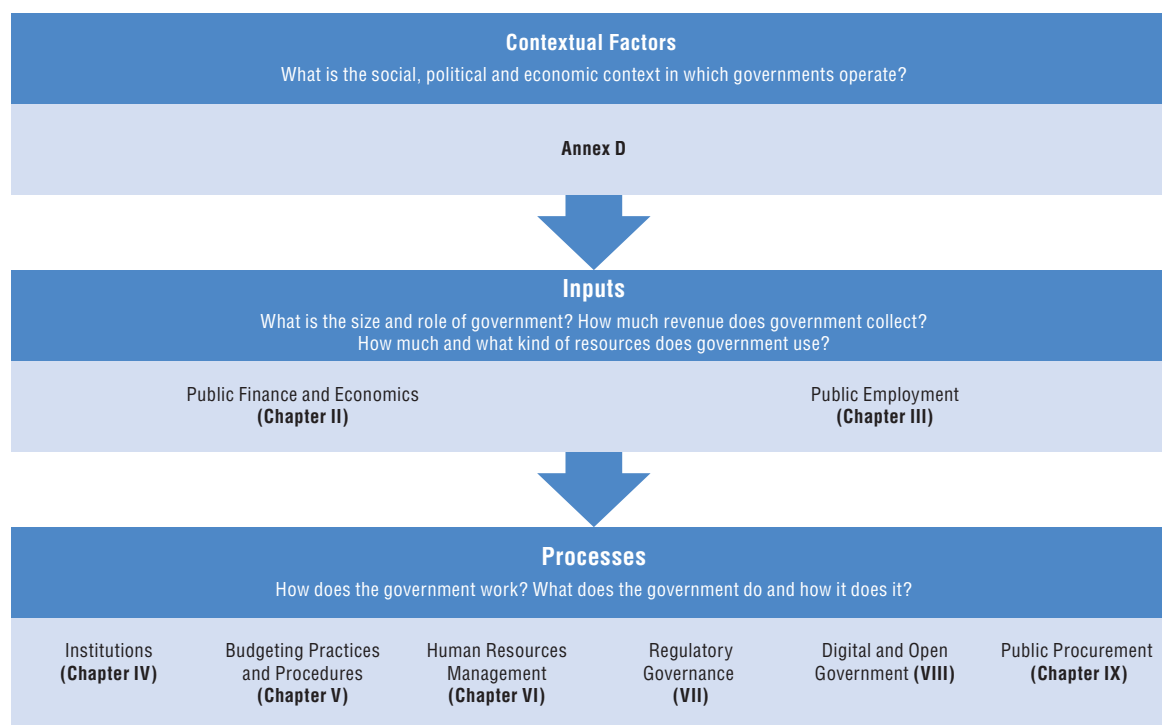 Contextual Factors
What is the social, political and economic context in which governments operate?
Annex D
Inputs
What is the size and role of government? How much revenue does government collect?
How much and what kind of resources does government use?
Public Finance and Economics
(Chapter II)
Public Employment
(Chapter III)
Processes
How does the government work? What does the government do and how it does it?
Institutions
(Chapter IV)
Budgeting Practices
and Procedures
(Chapter V)
Human Resources
Management
(Chapter VI)
Regulatory
Governance
(VII)
Digital and Open
Government (VIII)
Public Procurement
(Chapter IX)